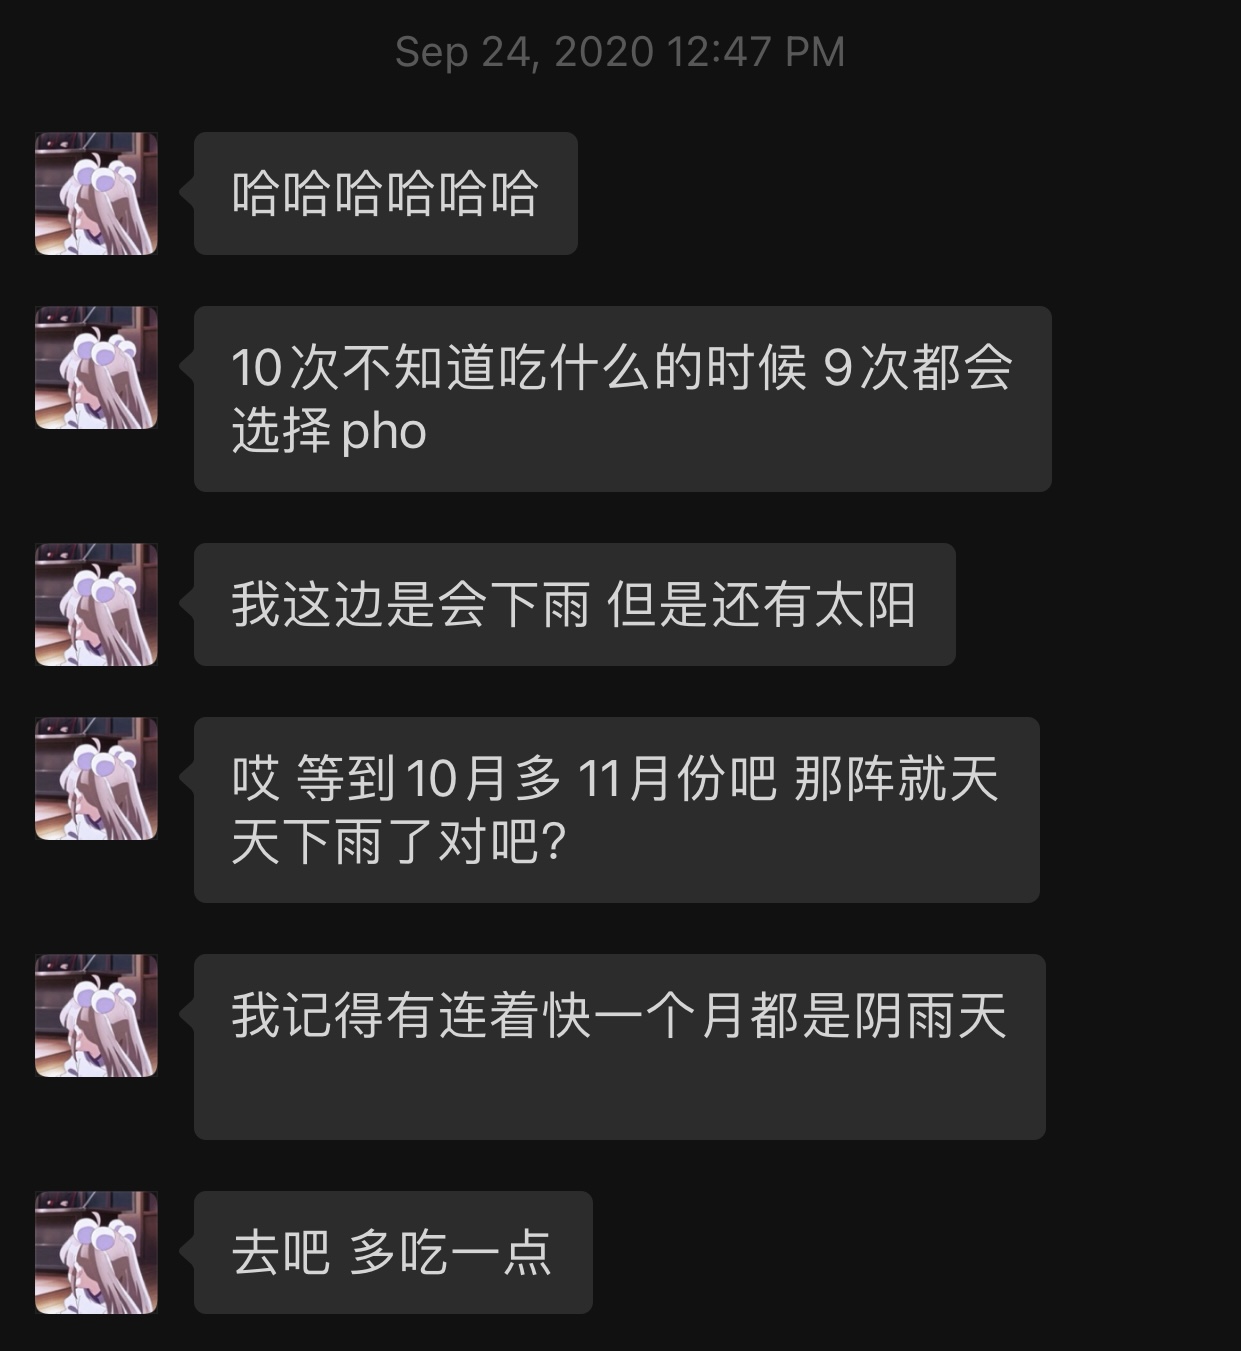 Sep 24, 2020 12:47 PM
哈哈哈哈哈哈
10次不知道吃什么的时候 9次都会
选择pho
我这边是会下雨 但是还有太阳
哎 等到10月多 11月份吧 那阵就天
天下雨了对吧?
我记得有连着快一个月都是阴雨天
去吧 多吃一点